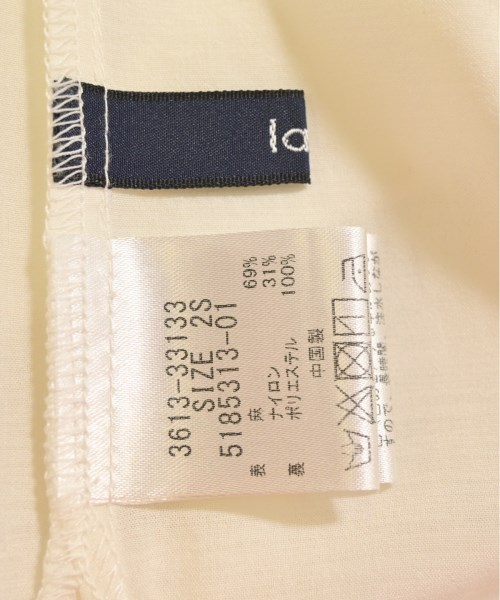 3613-33133
SIZE 2S
5185313-01
表 麻 69%
ナイロン 31%
裏 ポリエステル 100%
中国製